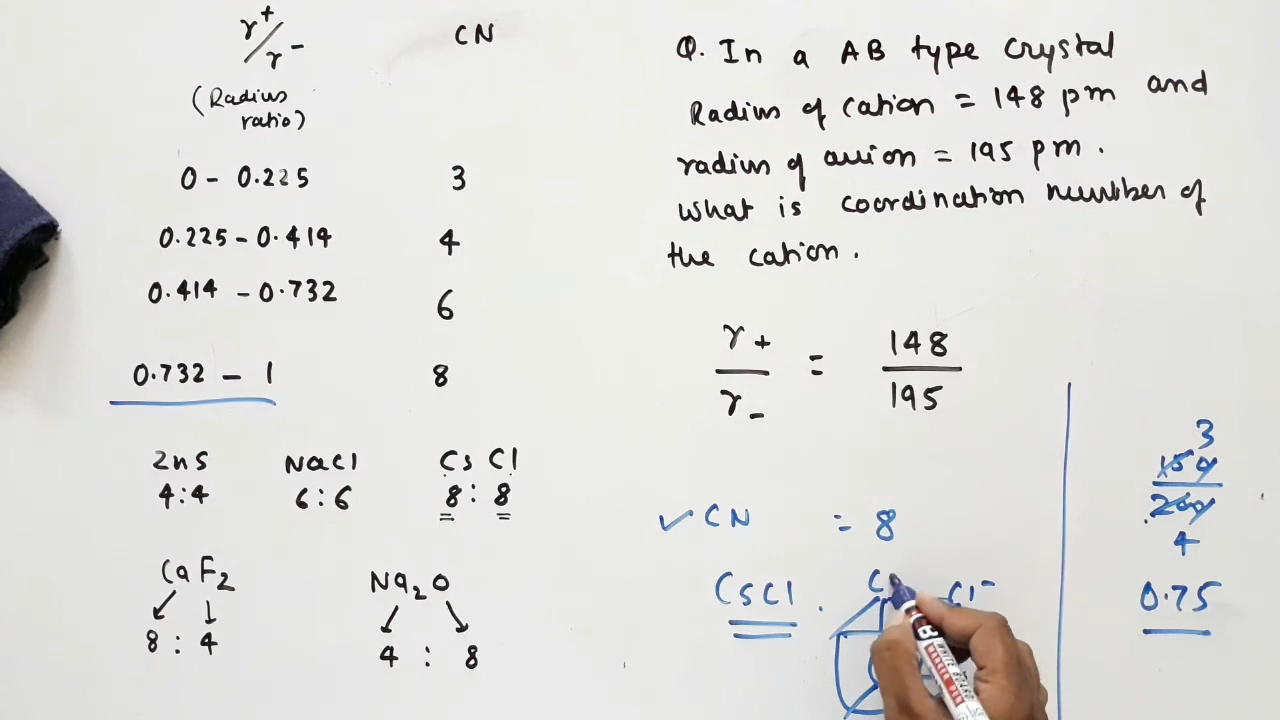 r+/r- CN
(Radius
ratio)
0 - 0.225 3
0.225 - 0.414 4
0.414 - 0.732 6
0.732 - 1 8
ZnS NaCl CsCl
4:4 6:6 8:8
CaF2 Na2O
8:4 4:8
Q. In a AB type crystal
Radius of cation = 148 pm and
radius of anion = 195 pm.
What is coordination number of
the cation.
r+/r- = 148/195
✓ CN = 8
CsCl.
C
Cl-
3
150
200
4
0.75